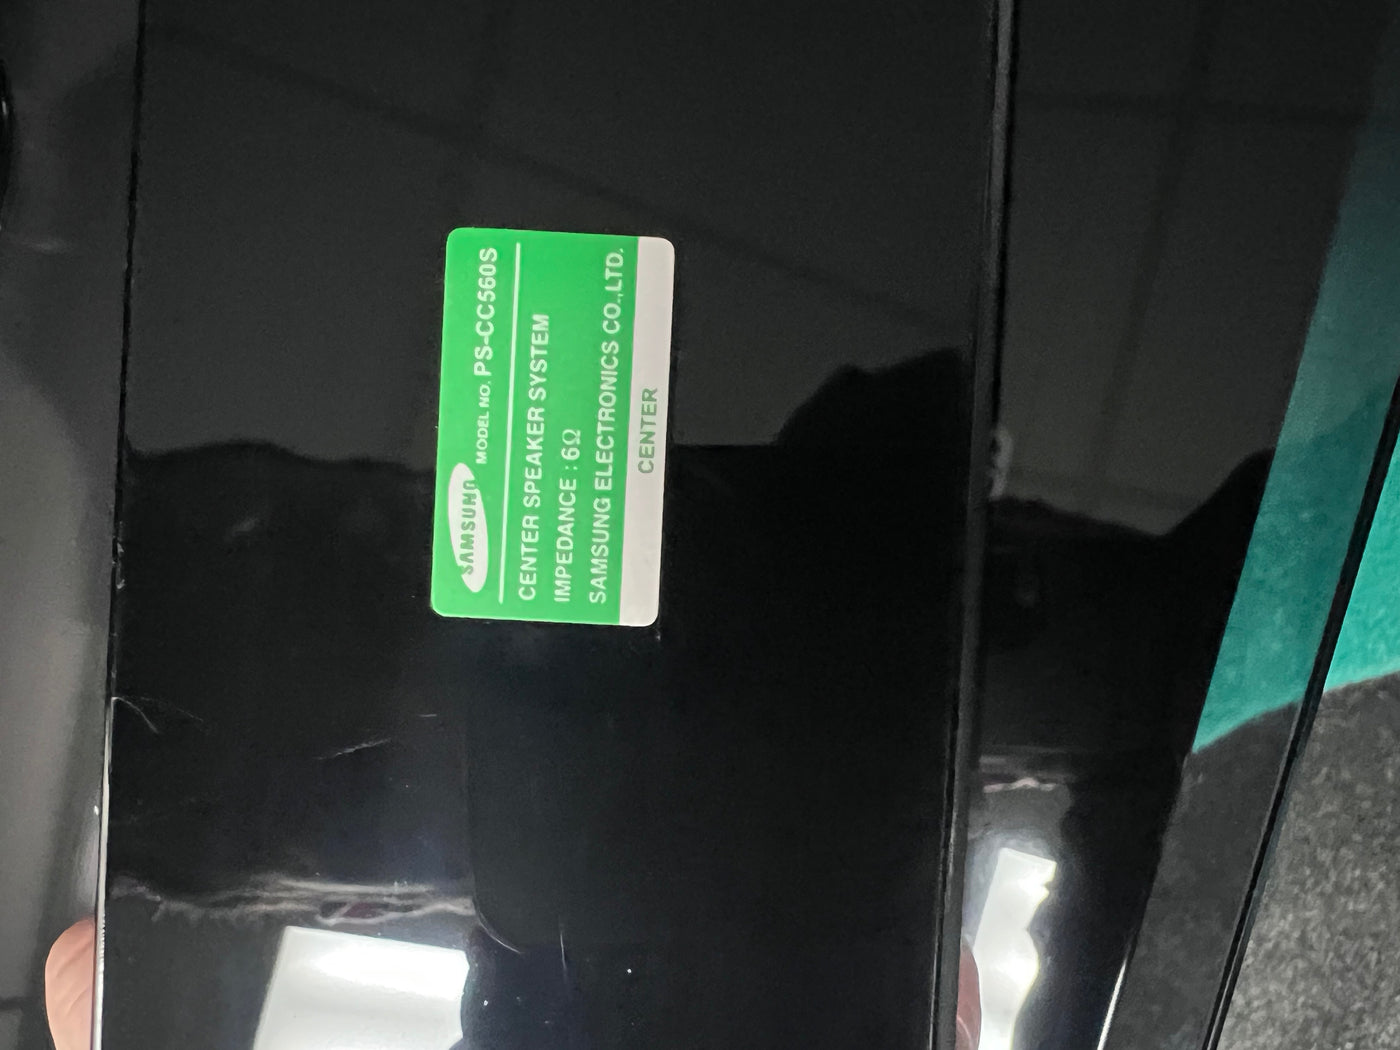 SAMSUNG MODEL NO. PS-CC560S
CENTER SPEAKER SYSTEM
IMPEDANCE : 6Ω
SAMSUNG ELECTRONICS CO.,LTD.
CENTER